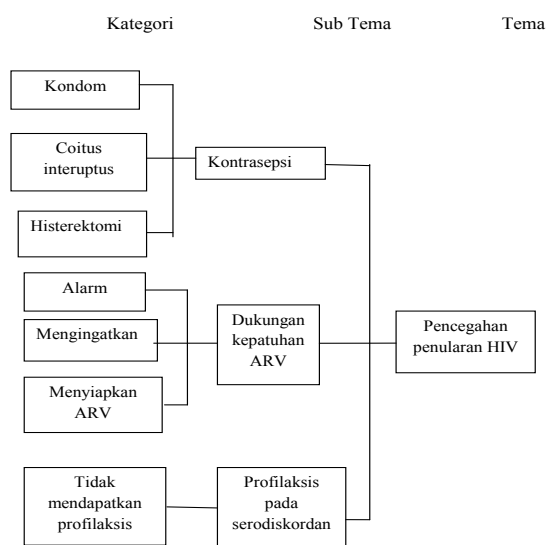 Kategori Sub Tema Tema
Kondom
Coitus
interuptus
Histerektomi
Kontrasepsi
Alarm
Mengingatkan
Menyiapkan
ARV
Dukungan
kepatuhan
ARV
Tidak
mendapatkan
profilaksis
Profilaksis
pada
serodiskordan
Pencegahan
penularan HIV